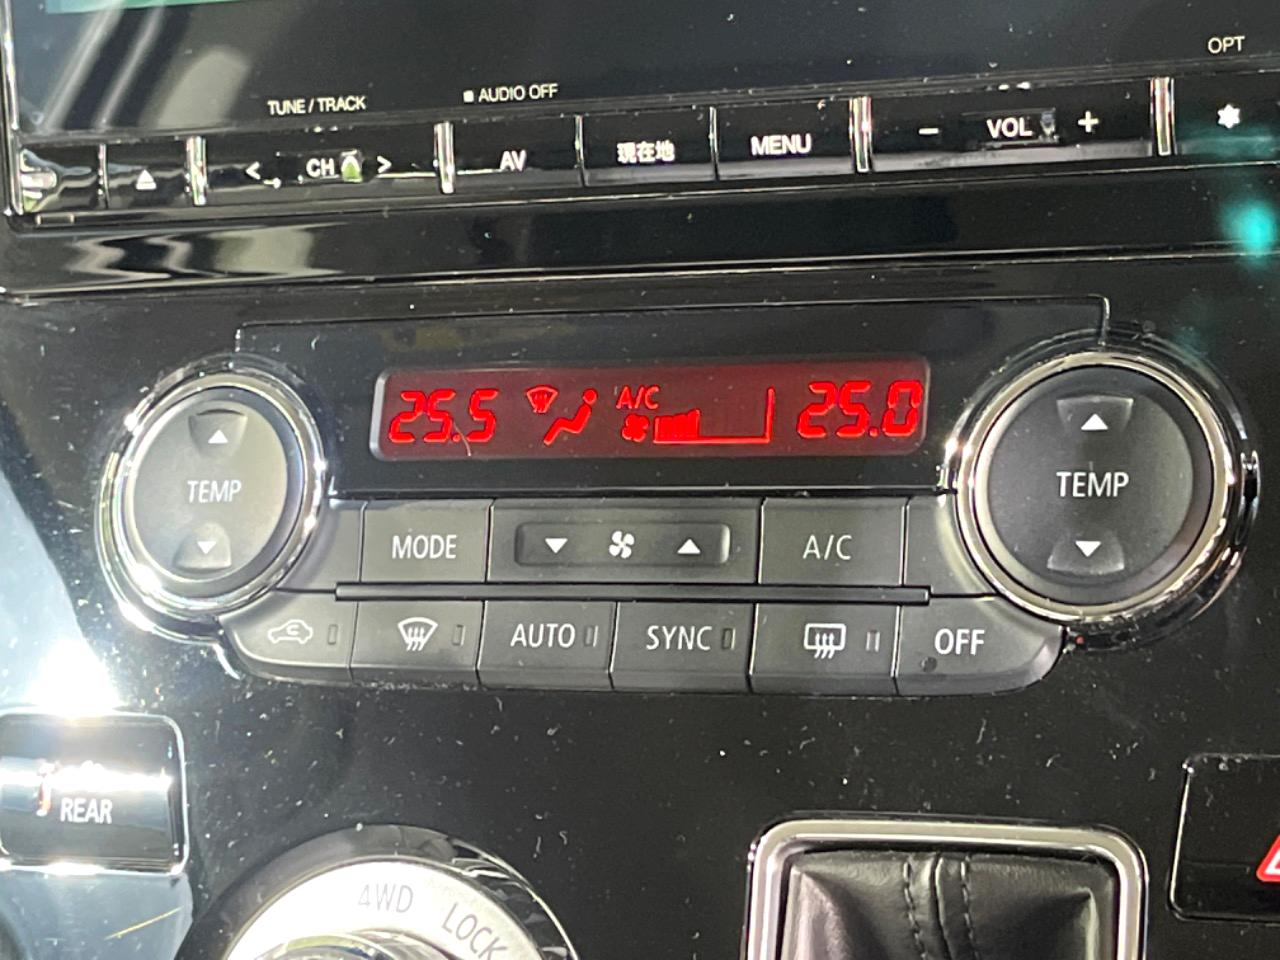 OPT
TUNE / TRACK
AUDIO OFF
< CH >
AV
現在地
MENU
− VOL +
25.5
A/C
25.0
TEMP
TEMP
MODE
A/C
AUTO
SYNC
OFF
REAR
4WD
LOCK